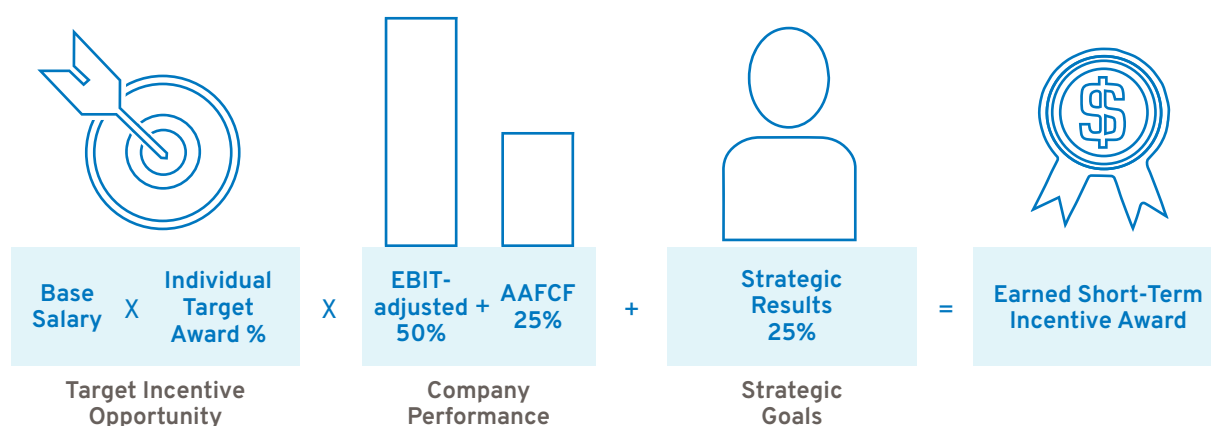 $
Base
Salary
X
Individual
Target
Award %
X
EBIT-
adjusted
50%
+
AAFCF
25%
+
Strategic
Results
25%
=
Earned Short-Term
Incentive Award
Target Incentive
Opportunity
Company
Performance
Strategic
Goals